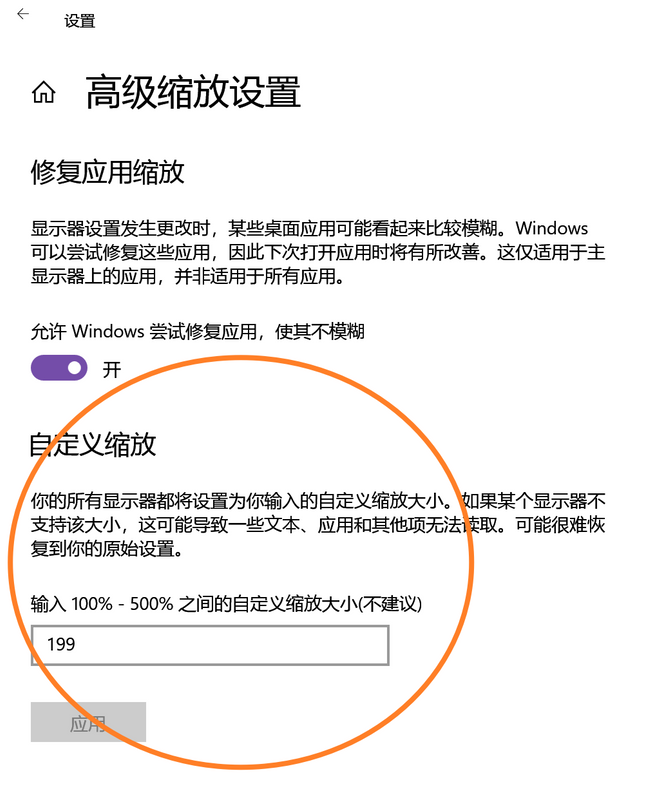 设置
高级缩放设置
修复应用缩放
显示器设置发生更改时，某些桌面应用可能看起来比较模糊。Windows
可以尝试修复这些应用，因此下次打开应用时将有所改善。这仅适用于主
显示器上的应用，并非适用于所有应用。
允许 Windows 尝试修复应用，使其不模糊
开
自定义缩放
你的所有显示器都将设置为你输入的自定义缩放大小。如果某个显示器不
支持该大小，这可能导致一些文本、应用和其他项无法读取。可能很难恢
复到你的原始设置。
输入 100% - 500% 之间的自定义缩放大小(不建议)
199
应用